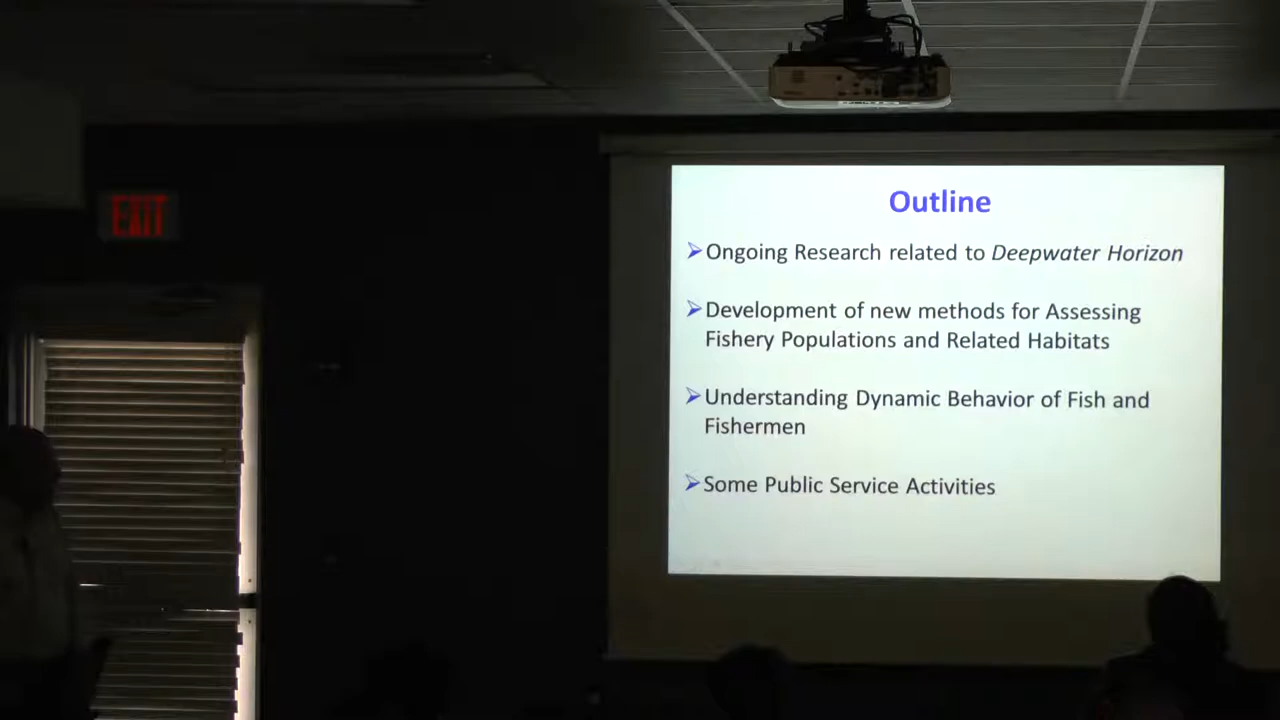 EXIT
Outline
Ongoing Research related to Deepwater Horizon
Development of new methods for Assessing
Fishery Populations and Related Habitats
Understanding Dynamic Behavior of Fish and
Fishermen
Some Public Service Activities